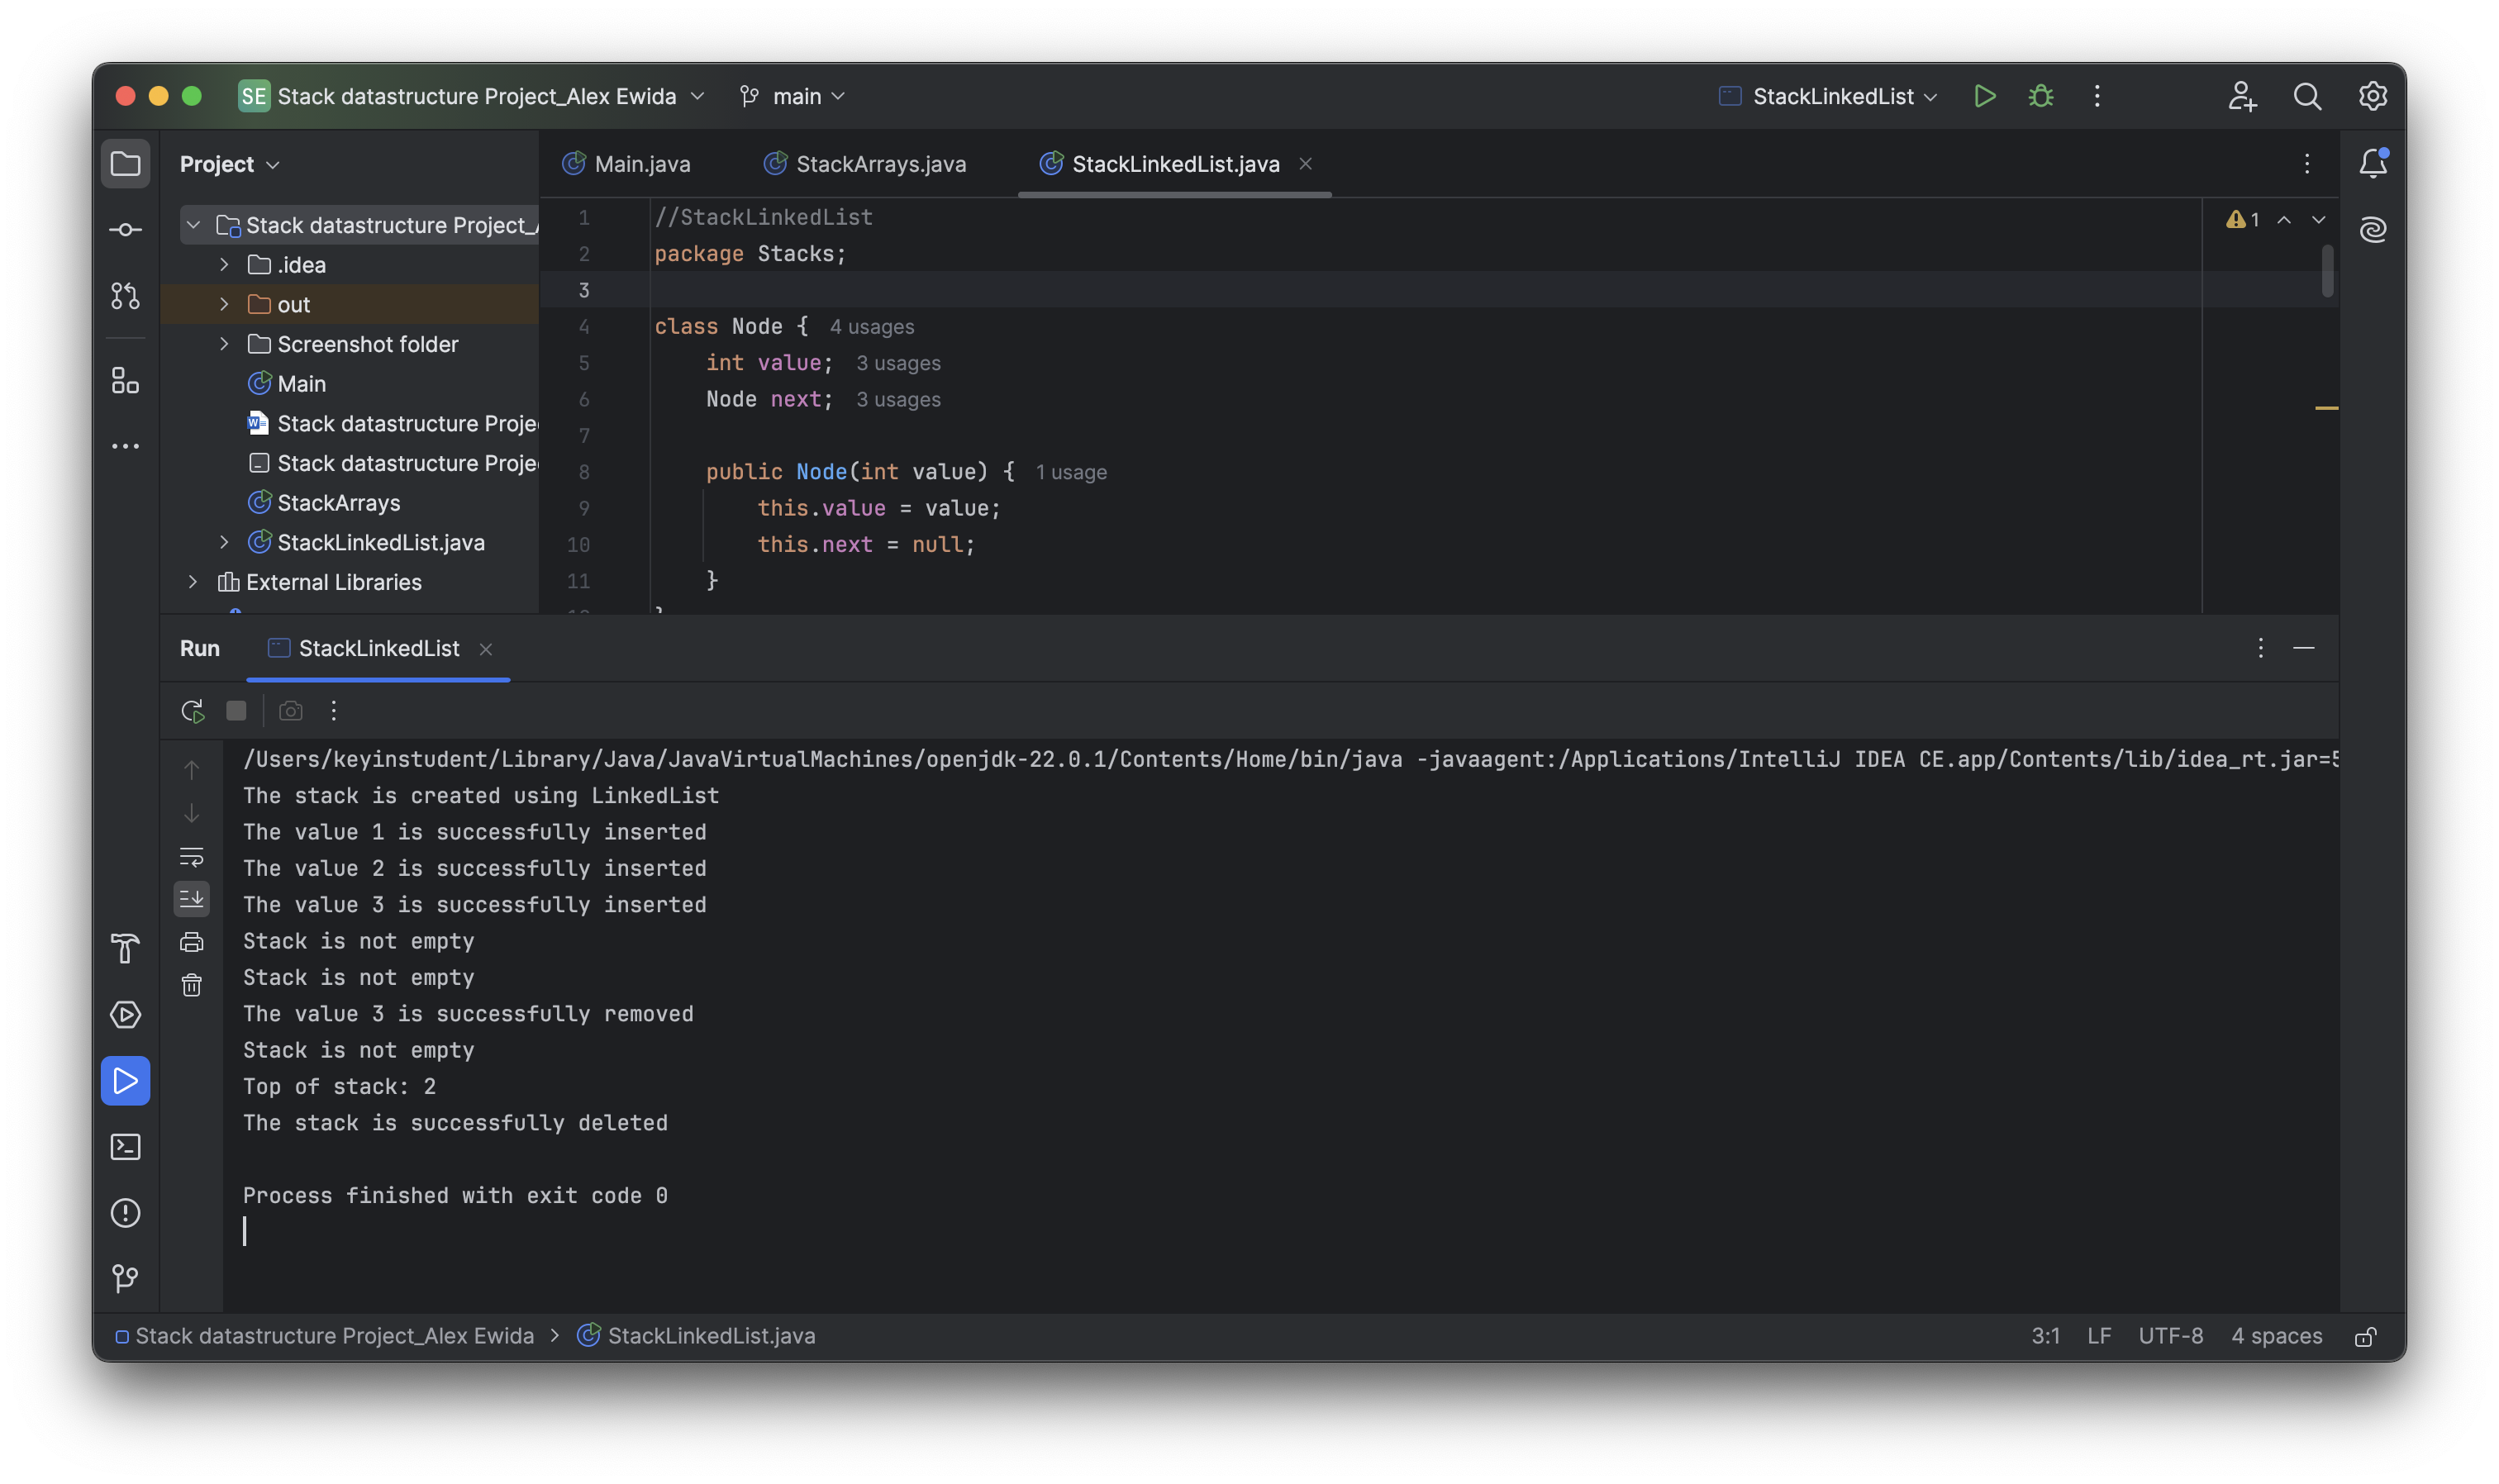 SE Stack datastructure Project_Alex Ewida main StackLinkedList
Project
Main.java StackArrays.java StackLinkedList.java
Stack datastructure Project_
.idea
out
Screenshot folder
Main
Stack datastructure Proje
Stack datastructure Proje
StackArrays
StackLinkedList.java
External Libraries
1 //StackLinkedList
2 package Stacks;
3
4 class Node { 4 usages
5 int value; 3 usages
6 Node next; 3 usages
7
8 public Node(int value) { 1 usage
9 this.value = value;
10 this.next = null;
11 }
}
1
Run StackLinkedList
/Users/keyinstudent/Library/Java/JavaVirtualMachines/openjdk-22.0.1/Contents/Home/bin/java -javaagent:/Applications/IntelliJ IDEA CE.app/Contents/lib/idea_rt.jar=5
The stack is created using LinkedList
The value 1 is successfully inserted
The value 2 is successfully inserted
The value 3 is successfully inserted
Stack is not empty
Stack is not empty
The value 3 is successfully removed
Stack is not empty
Top of stack: 2
The stack is successfully deleted
Process finished with exit code 0
Stack datastructure Project_Alex Ewida > StackLinkedList.java 3:1 LF UTF-8 4 spaces